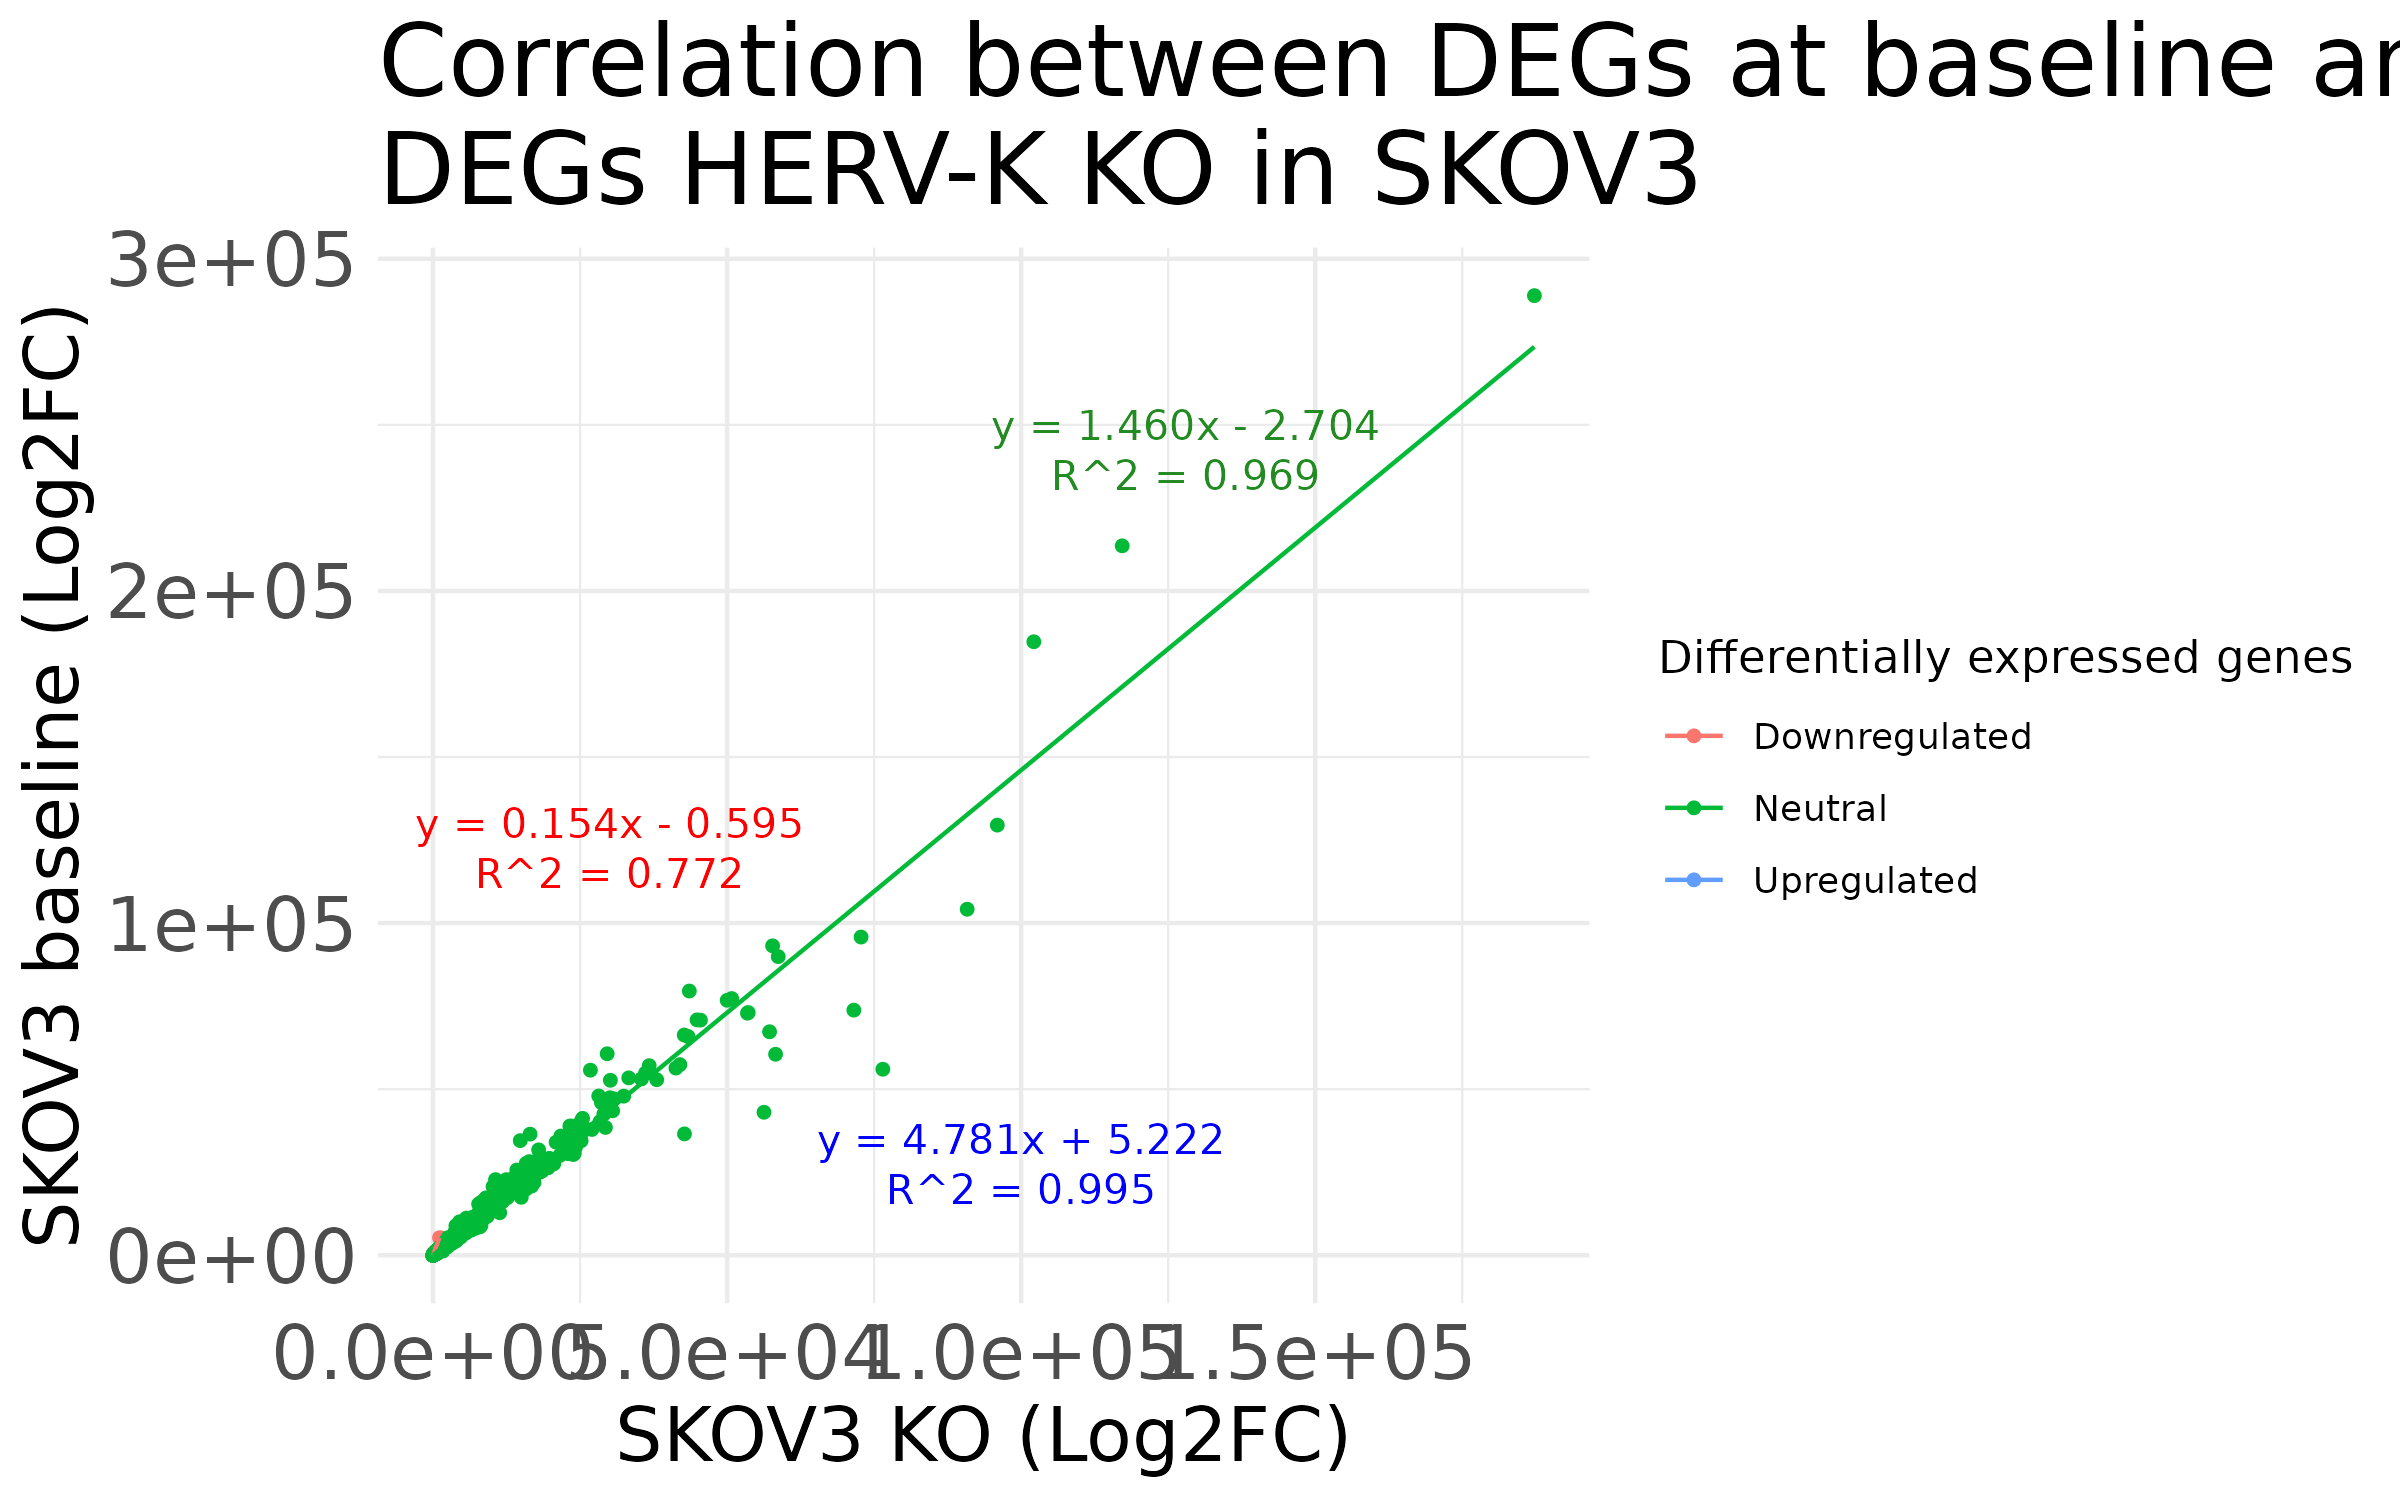 Correlation between DEGs at baseline
DEGs HERV-K KO in SKOV3
3e+05
2e+05
1e+05
0e+00
SKOV3 baseline (Log2FC)
y = 1.460x - 2.704
R^2 = 0.969
y = 0.154x - 0.595
R^2 = 0.772
y = 4.781x + 5.222
R^2 = 0.995
0.0e+00 5.0e+04 1.0e+05 1.5e+05
SKOV3 KO (Log2FC)
Differentially expressed genes
Downregulated
Neutral
Upregulated